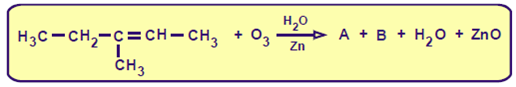 H₃C–CH₂–C=CH–CH₃ + O₃ H₂O/Zn → A + B + H₂O + ZnO
CH₃